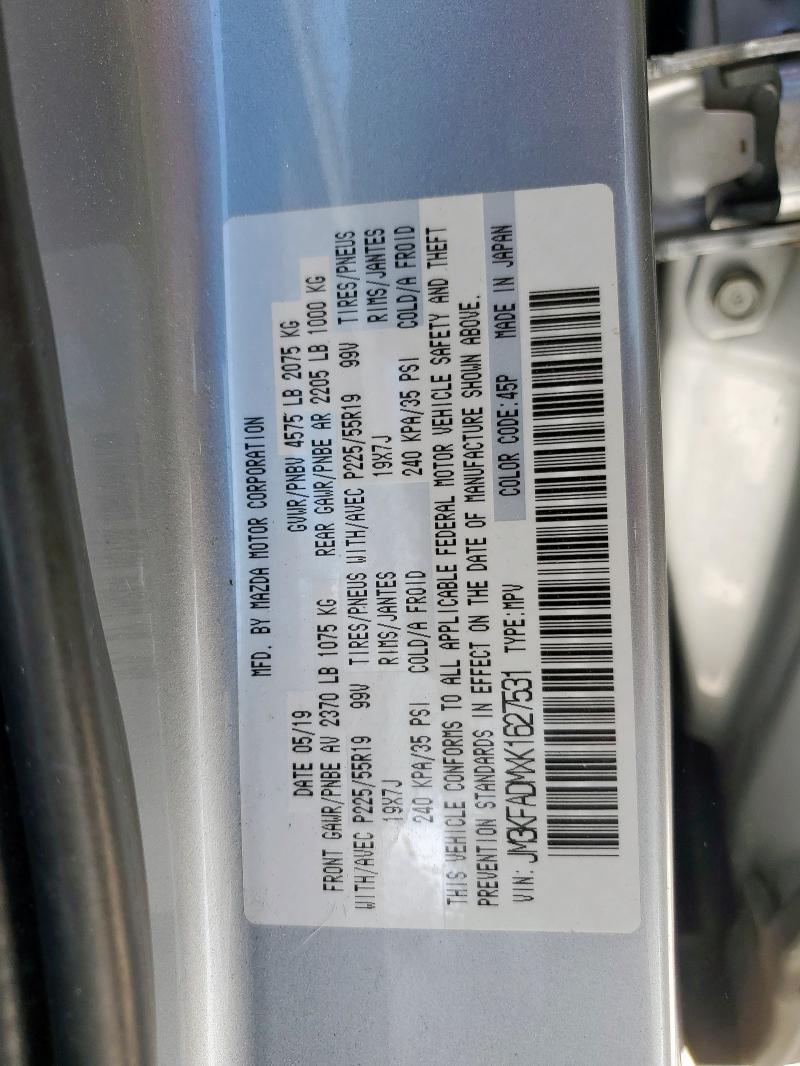 MFD. BY MAZDA MOTOR CORPORATION
DATE 05/19 GVWR/PNBV 4575 LB 2075 KG
FRONT GAWR/PNBE AV 2370 LB 1075 KG REAR GAWR/PNBE AR 2205 LB 1000 KG
WITH/AVEC P225/55R19 99V TIRES/PNEUS WITH/AVEC P225/55R19 99V TIRES/PNEUS
19X7J RIMS/JANTES 19X7J RIMS/JANTES
240 KPA/35 PSI COLD/A FROID 240 KPA/35 PSI COLD/A FROID
THIS VEHICLE CONFORMS TO ALL APPLICABLE FEDERAL MOTOR VEHICLE SAFETY AND THEFT
PREVENTION STANDARDS IN EFFECT ON THE DATE OF MANUFACTURE SHOWN ABOVE.
VIN: JM3KFADMXK1627531 TYPE:MPV COLOR CODE:45P MADE IN JAPAN